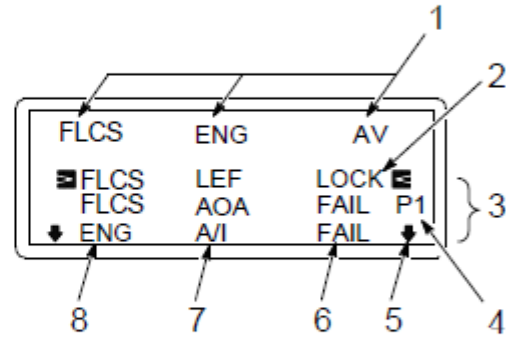 1
2
FLCS ENG AV
FLCS LEF LOCK
FLCS AOA FAIL P1 3
ENG A/I FAIL
8 7 6 5 4